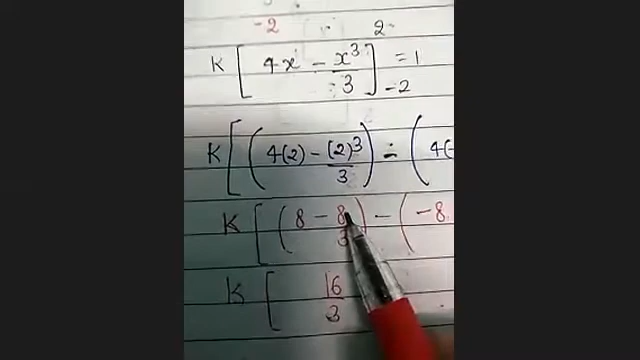 -2 2
K [ 4x - x³/3 ] = 1
-2
K [ ( 4(2) - (2)³/3 ) - ( 4(-
K [ ( 8 - 8/3 ) - ( -8
K [ 16/3